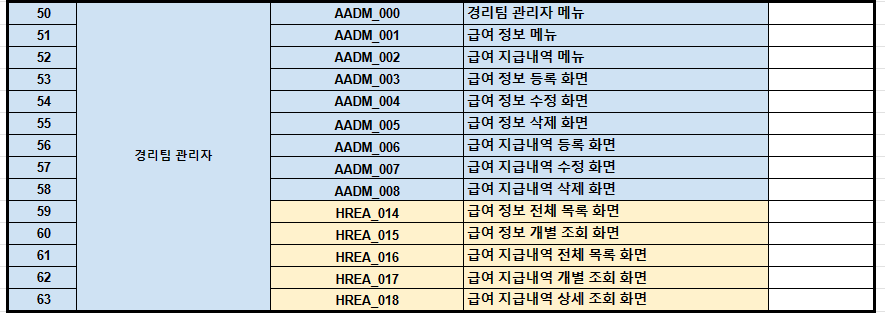 50 AADM_000 경리팀 관리자 메뉴
51 AADM_001 급여 정보 메뉴
52 AADM_002 급여 지급내역 메뉴
53 AADM_003 급여 정보 등록 화면
54 AADM_004 급여 정보 수정 화면
55 AADM_005 급여 정보 삭제 화면
56 AADM_006 급여 지급내역 등록 화면
경리팀 관리자
57 AADM_007 급여 지급내역 수정 화면
58 AADM_008 급여 지급내역 삭제 화면
59 HREA_014 급여 정보 전체 목록 화면
60 HREA_015 급여 정보 개별 조회 화면
61 HREA_016 급여 지급내역 전체 목록 화면
62 HREA_017 급여 지급내역 개별 조회 화면
63 HREA_018 급여 지급내역 상세 조회 화면